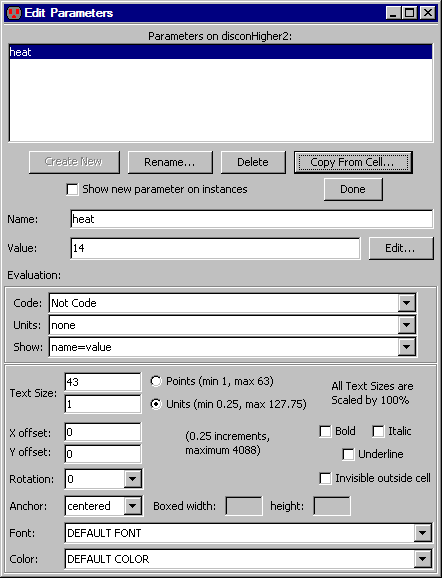 Edit Parameters
Parameters on disconHigher2:
heat
Create New Rename... Delete Copy From Cell...
Show new parameter on instances Done
Name: heat
Value: 14 Edit...
Evaluation:
Code: Not Code
Units: none
Show: name=value
Text Size: 43 Points (min 1, max 63) All Text Sizes are
1 Units (min 0.25, max 127.75) Scaled by 100%
X offset: 0 (0.25 increments, Bold Italic
Y offset: 0 maximum 4088) Underline
Rotation: 0 Invisible outside cell
Anchor: centered Boxed width: height:
Font: DEFAULT FONT
Color: DEFAULT COLOR